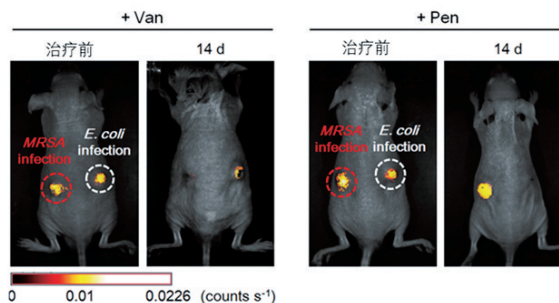 + Van
+ Pen
治疗前
14 d
治疗前
14 d
MRSA
infection
E. coli
infection
MRSA
infection
E. coli
infection
0
0.01
0.0226
(counts s⁻¹)